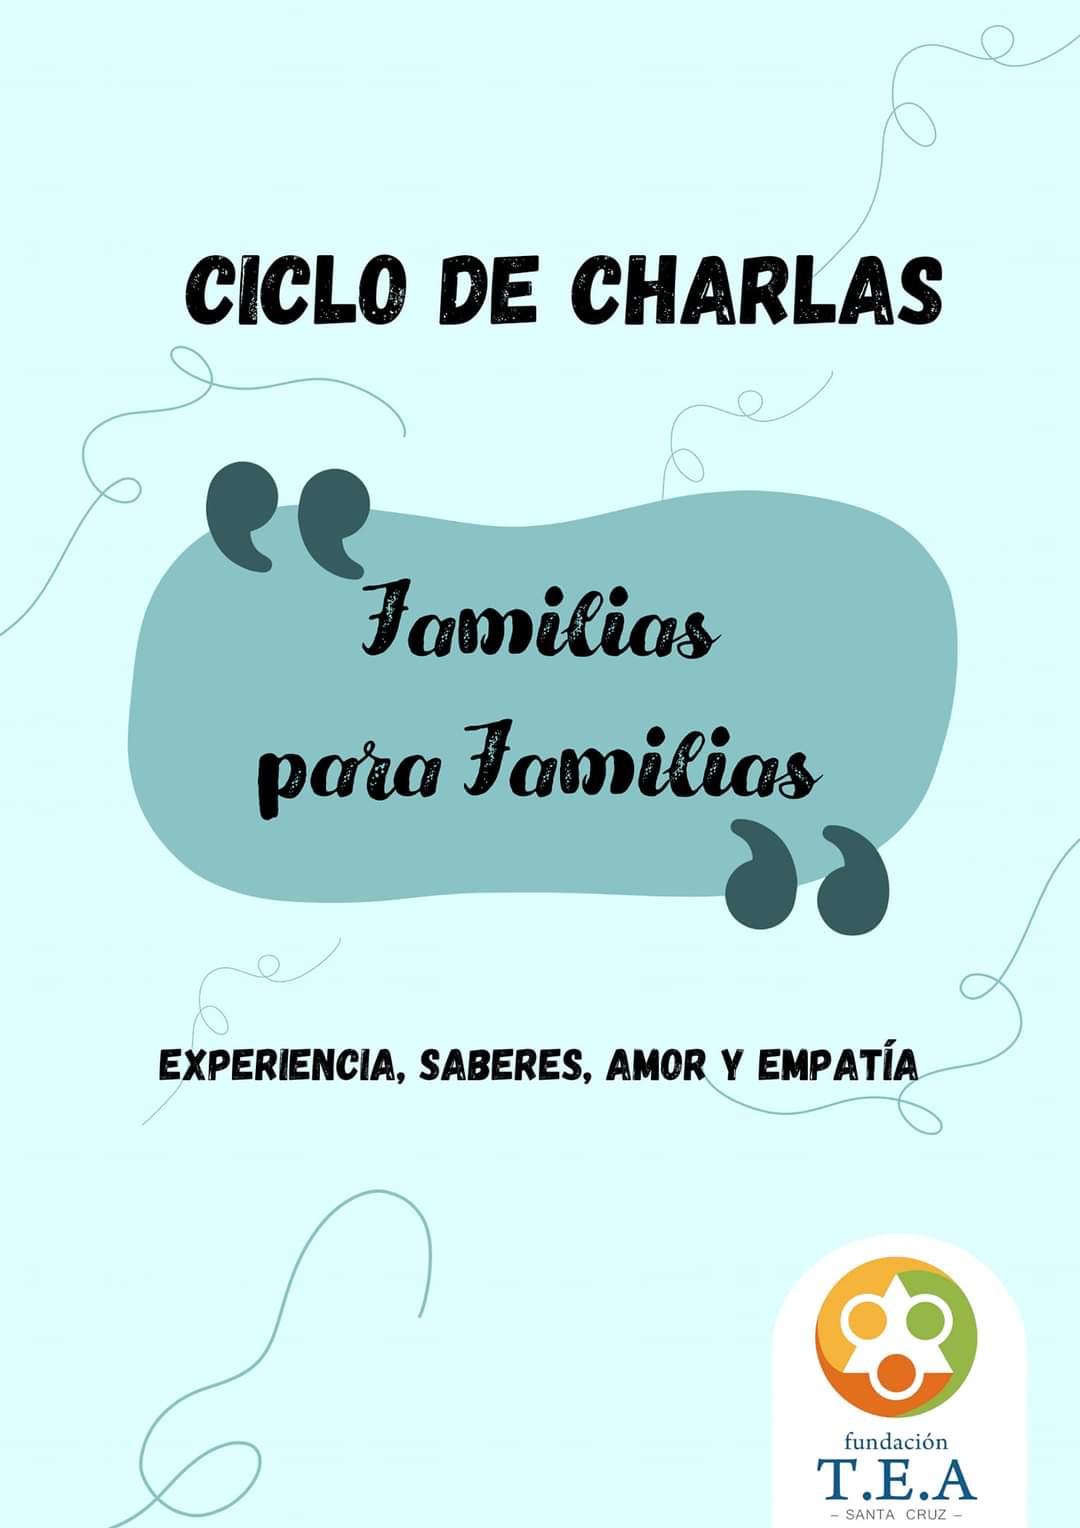 CICLO DE CHARLAS
Familias
para Familias
EXPERIENCIA, SABERES, AMOR Y EMPATÍA
fundación
T.E.A
– SANTA CRUZ –